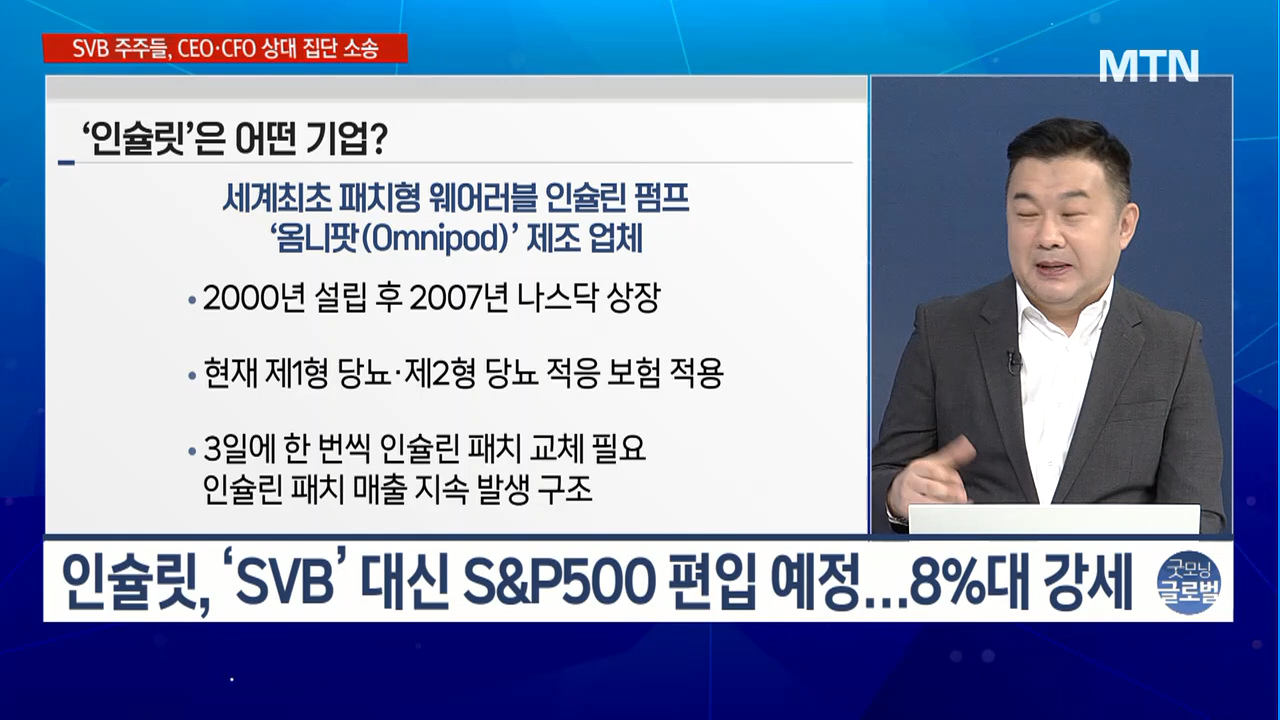 SVB 주주들, CEO·CFO 상대 집단 소송
MTN
‘인슐릿’은 어떤 기업?
세계최초 패치형 웨어러블 인슐린 펌프
‘옴니팟(Omnipod)’ 제조 업체
• 2000년 설립 후 2007년 나스닥 상장
• 현재 제1형 당뇨·제2형 당뇨 적응 보험 적용
• 3일에 한 번씩 인슐린 패치 교체 필요
인슐린 패치 매출 지속 발생 구조
인슐릿, ‘SVB’ 대신 S&P500 편입 예정...8%대 강세
굿모닝
글로벌